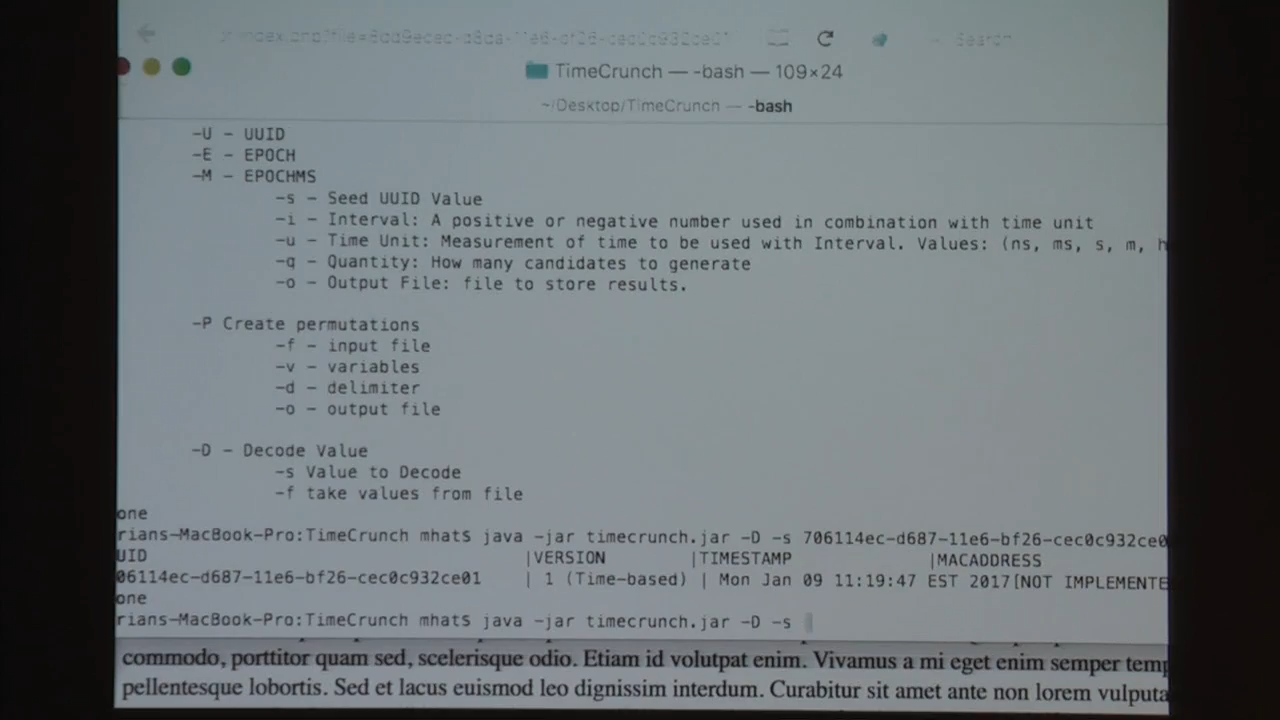 Search
TimeCrunch — -bash — 109×24
~/Desktop/TimeCrunch — -bash
-U - UUID
-E - EPOCH
-M - EPOCHMS
-s - Seed UUID Value
-i - Interval: A positive or negative number used in combination with time unit
-u - Time Unit: Measurement of time to be used with Interval. Values: (ns, ms, s, m, h
-q - Quantity: How many candidates to generate
-o - Output File: file to store results.
-P Create permutations
-f - input file
-v - variables
-d - delimiter
-o - output file
-D - Decode Value
-s Value to Decode
-f take values from file
one
rians-MacBook-Pro:TimeCrunch mhat$ java -jar timecrunch.jar -D -s 706114ec-d687-11e6-bf26-cec0c932ce0
UID |VERSION |TIMESTAMP |MACADDRESS
06114ec-d687-11e6-bf26-cec0c932ce01 | 1 (Time-based) | Mon Jan 09 11:19:47 EST 2017[NOT IMPLEMENTE
one
rians-MacBook-Pro:TimeCrunch mhat$ java -jar timecrunch.jar -D -s
commodo, porttitor quam sed, scelerisque odio. Etiam id volutpat enim. Vivamus a mi eget enim semper temp
pellentesque lobortis. Sed et lacus euismod leo dignissim interdum. Curabitur sit amet ante non lorem vulputa